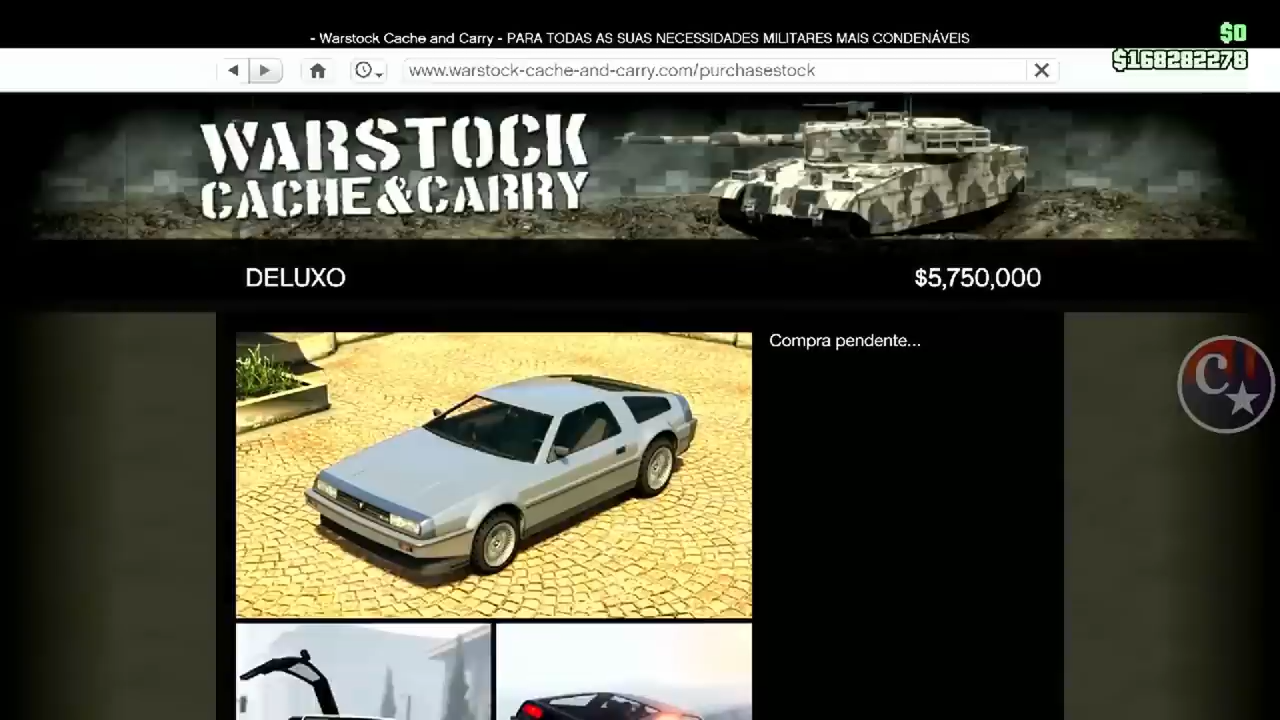 - Warstock Cache and Carry - PARA TODAS AS SUAS NECESSIDADES MILITARES MAIS CONDENÁVEIS
$0
$168282278
www.warstock-cache-and-carry.com/purchasestock
WARSTOCK
CACHE&CARRY
DELUXO
$5,750,000
Compra pendente...
C